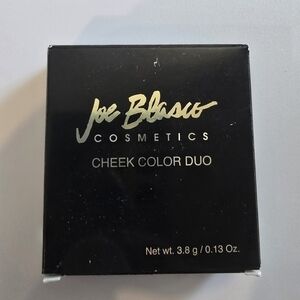 Joe Blasco
COSMETICS
CHEEK COLOR DUO
Net wt. 3.8 g / 0.13 Oz.